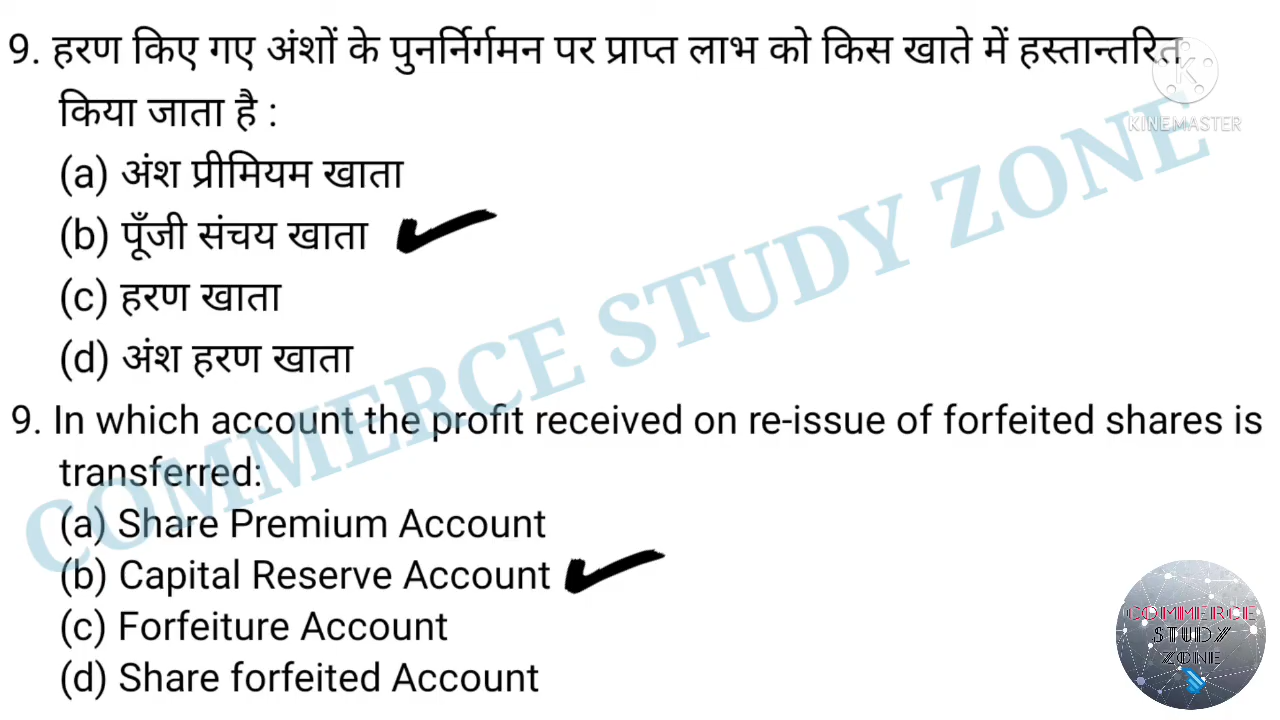 9. हरण किए गए अंशों के पुनर्निर्गमन पर प्राप्त लाभ को किस खाते में हस्तान्तरित
किया जाता है :
(a) अंश प्रीमियम खाता
(b) पूँजी संचय खाता
(c) हरण खाता
(d) अंश हरण खाता
9. In which account the profit received on re-issue of forfeited shares is
transferred:
(a) Share Premium Account
(b) Capital Reserve Account
(c) Forfeiture Account
(d) Share forfeited Account
COMMERCE STUDY ZONE
K
KINEMASTER
COMMERCE
STUDY
ZONE